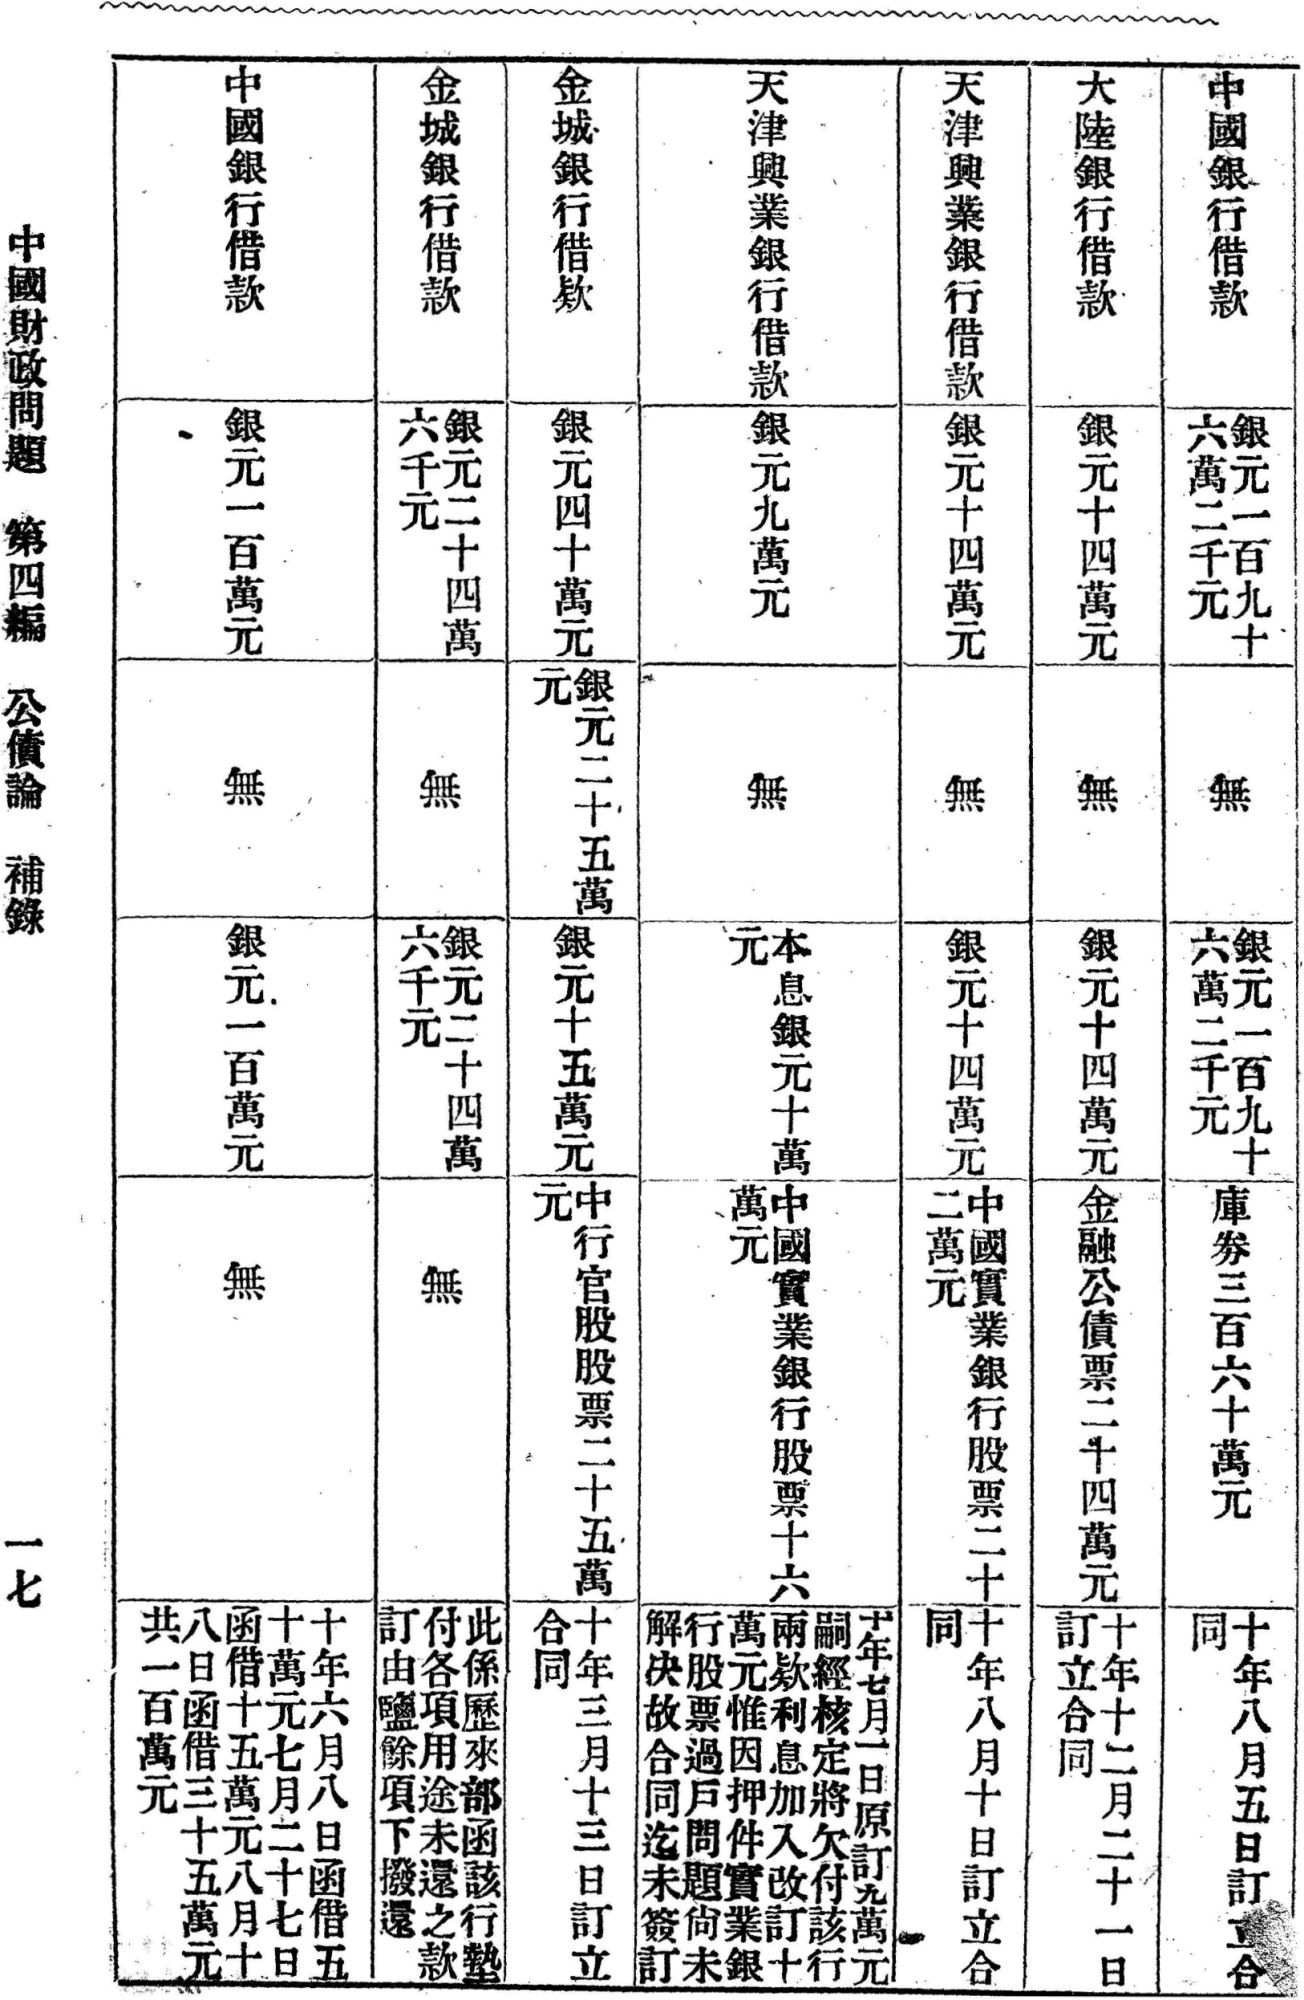 中國銀行借款
銀元一百九十
六萬二千元
無
銀元一百九十
六萬二千元
庫券三百六十萬元
十年八月五日訂立合
同
大陸銀行借款
銀元十四萬元
無
銀元十四萬元
金融公債票二十四萬元
十年十二月二十一日
訂立合同
天津興業銀行借款
銀元十四萬元
無
銀元十四萬元
中國實業銀行股票二十
二萬元
十年八月十日訂立合
同
天津興業銀行借款
銀元九萬元
無
本息銀元十萬
元
中國實業銀行股票十六
萬元
十年七月一日原訂九萬元
嗣經核定將欠付該行
兩欵利息加入改訂十
萬元惟因押件實業銀
行股票過戶問題尙未
解决故合同迄未簽訂
金城銀行借欵
銀元四十萬元
銀元二十五萬
元
銀元十五萬元
中行官股股票二十五萬
元
十年三月十三日訂立
合同
金城銀行借款
銀元二十四萬
六千元
無
銀元二十四萬
六千元
無
此係歷來部函該行墊
付各項用途未還之款
訂由鹽餘項下撥還
中國銀行借款
銀元一百萬元
無
銀元一百萬元
無
十年六月八日函借五
十萬元七月二十七日
函借十五萬元八月十
八日函借三十五萬元
共一百萬元
中國財政問題 第四編 公債論 補錄
一七